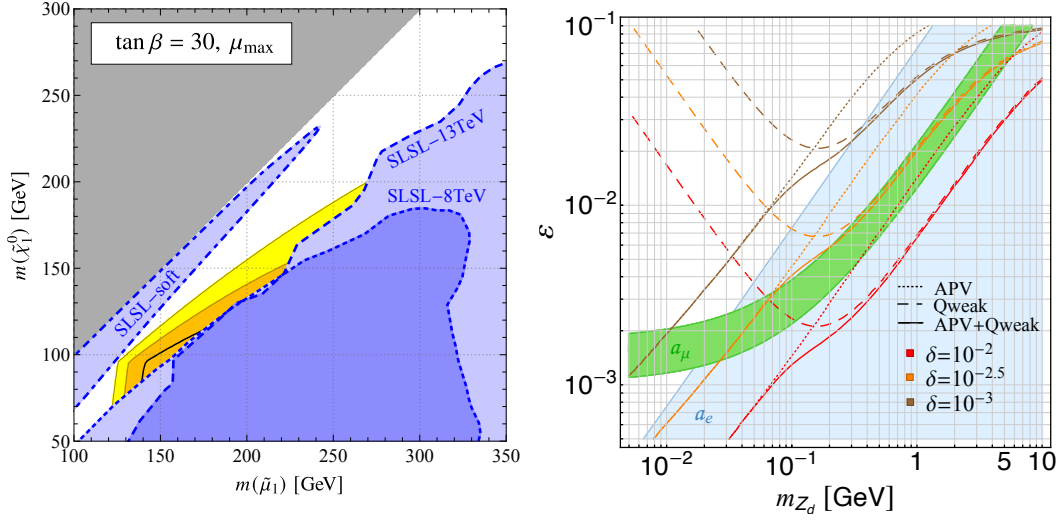 tan β = 30, μmax
300
250
200
150
100
50
m(χ̃₁⁰) [GeV]
SLSL−13TeV
SLSL−8TeV
SLSL−soft
100 150 200 250 300 350
m(μ̃₁) [GeV]
10⁻¹
10⁻²
10⁻³
ε
aμ
ae
APV
Qweak
APV+Qweak
δ=10⁻²
δ=10⁻²·⁵
δ=10⁻³
10⁻² 10⁻¹ 1 5 10
m_{Z_d} [GeV]